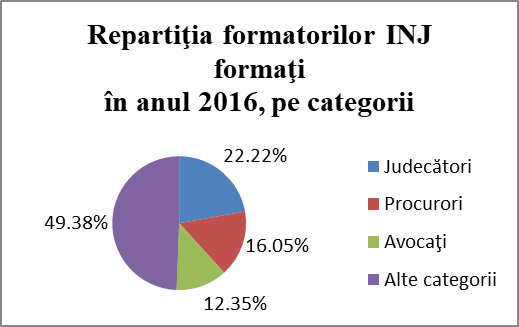 Repartiţia formatorilor INJ
formaţi
în anul 2016, pe categorii
22.22%
16.05%
12.35%
49.38%
Judecători
Procurori
Avocaţi
Alte categorii